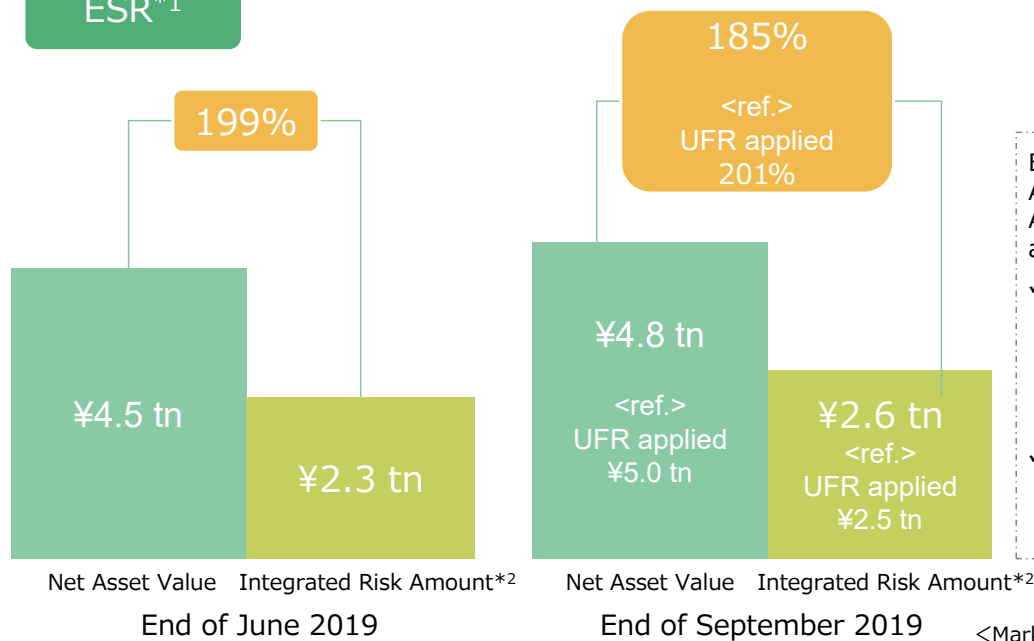 ESR*1
199%
¥4.5 tn
¥2.3 tn
Net Asset Value Integrated Risk Amount*2
End of June 2019
185%
<ref.>
UFR applied
201%
¥4.8 tn
<ref.>
UFR applied
¥5.0 tn
¥2.6 tn
<ref.>
UFR applied
¥2.5 tn
Net Asset Value Integrated Risk Amount*2
End of September 2019